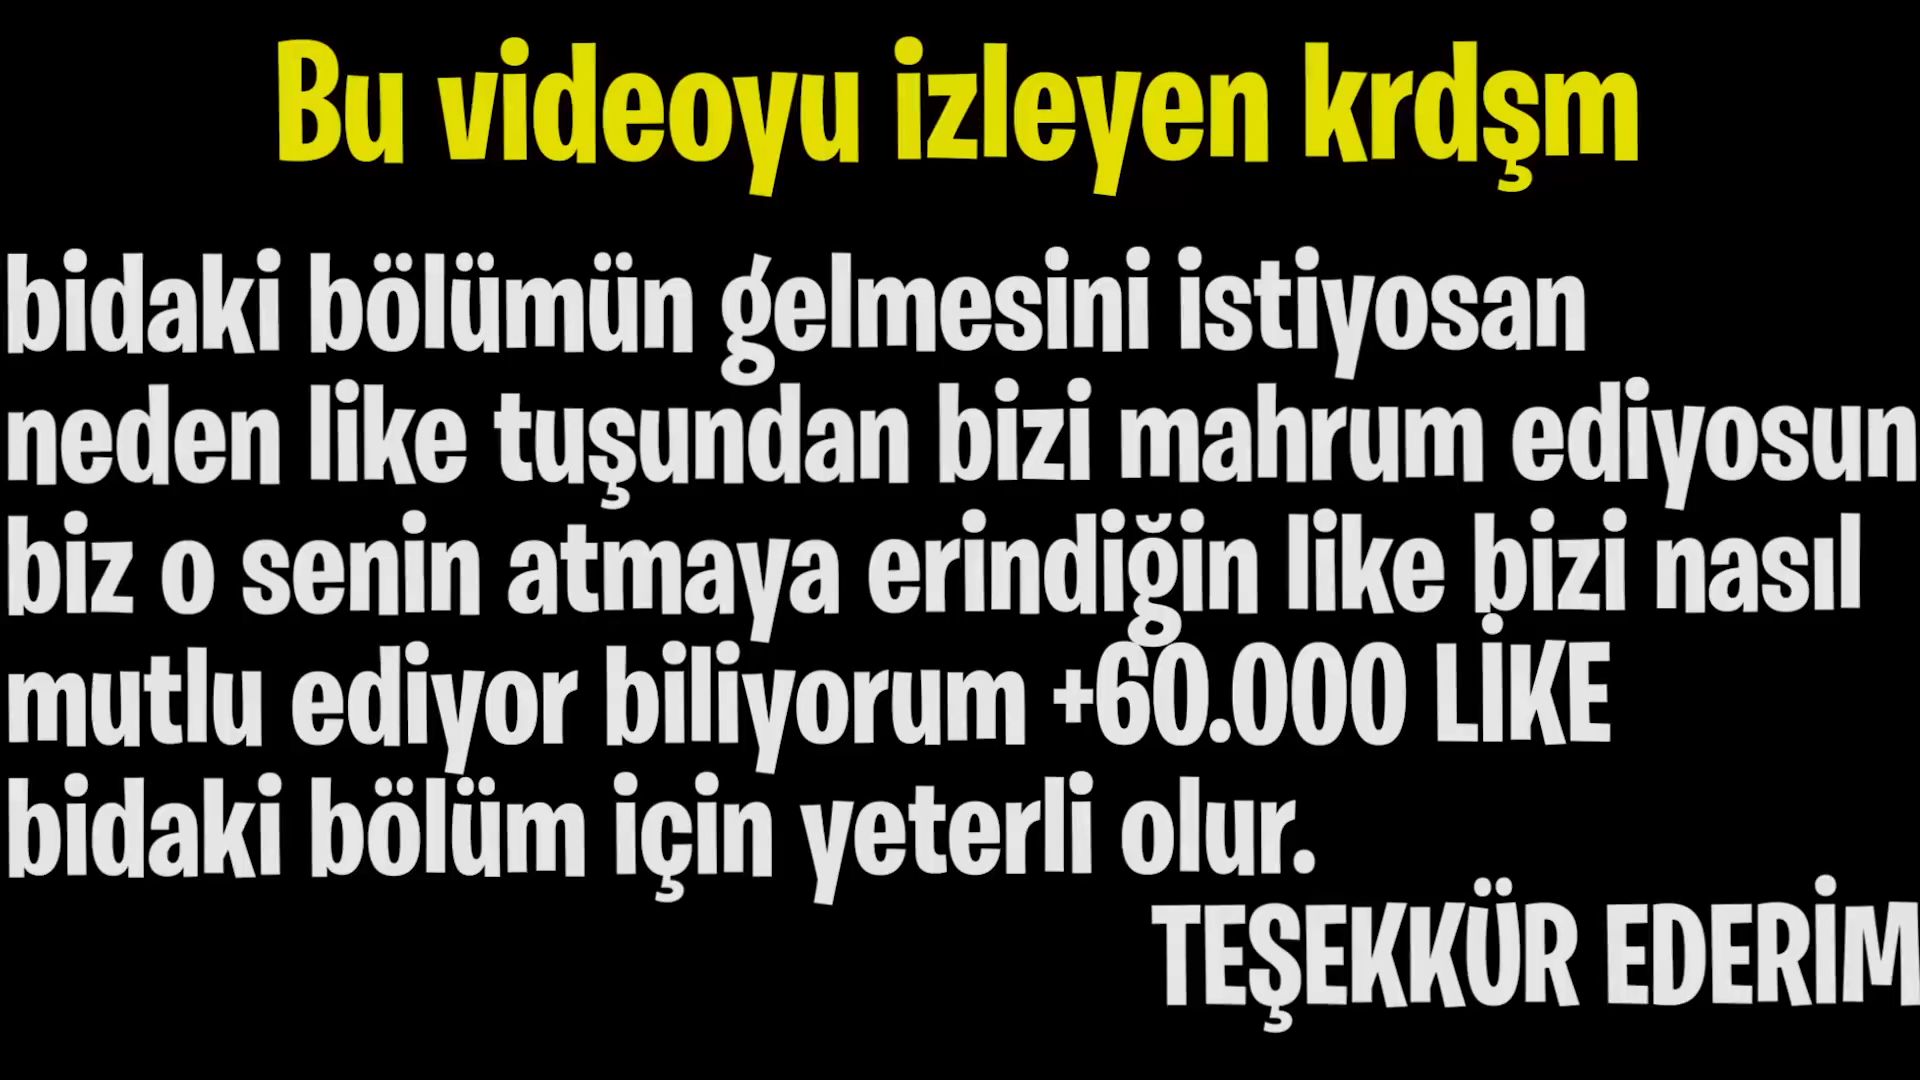 Bu videoyu izleyen krdşm
bidaki bölümün gelmesini istiyosan
neden like tuşundan bizi mahrum ediyosun
biz o senin atmaya erindiğin like bizi nasıl
mutlu ediyor biliyorum +60.000 LİKE
bidaki bölüm için yeterli olur.
TEŞEKKÜR EDERİM